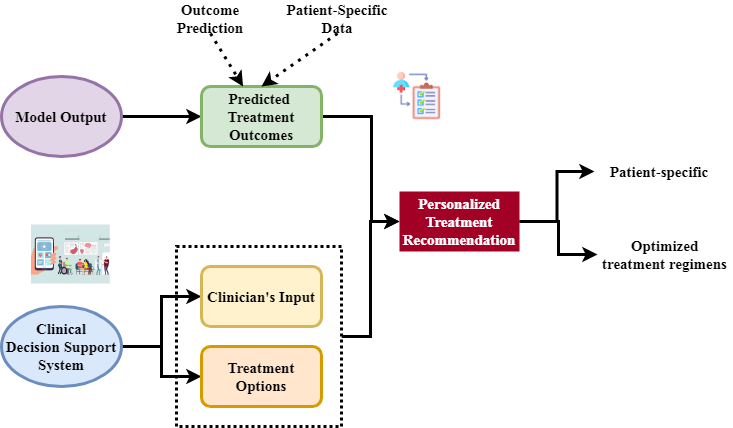 Outcome
Prediction
Patient-Specific
Data
Model Output
Predicted
Treatment
Outcomes
Patient-specific
Personalized
Treatment
Recommendation
Optimized
treatment regimens
Clinician's Input
Clinical
Decision Support
System
Treatment
Options